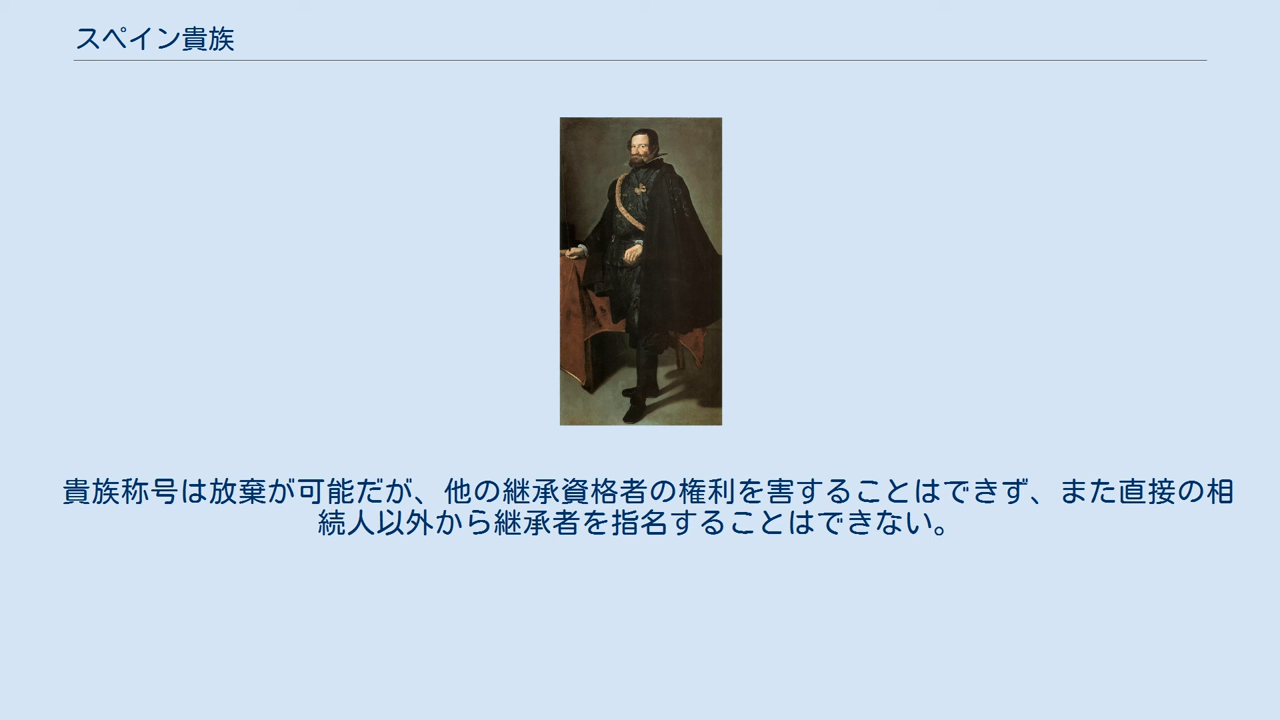 スペイン貴族
貴族称号は放棄が可能だが、他の継承資格者の権利を害することはできず、また直接の相
続人以外から継承者を指名することはできない。